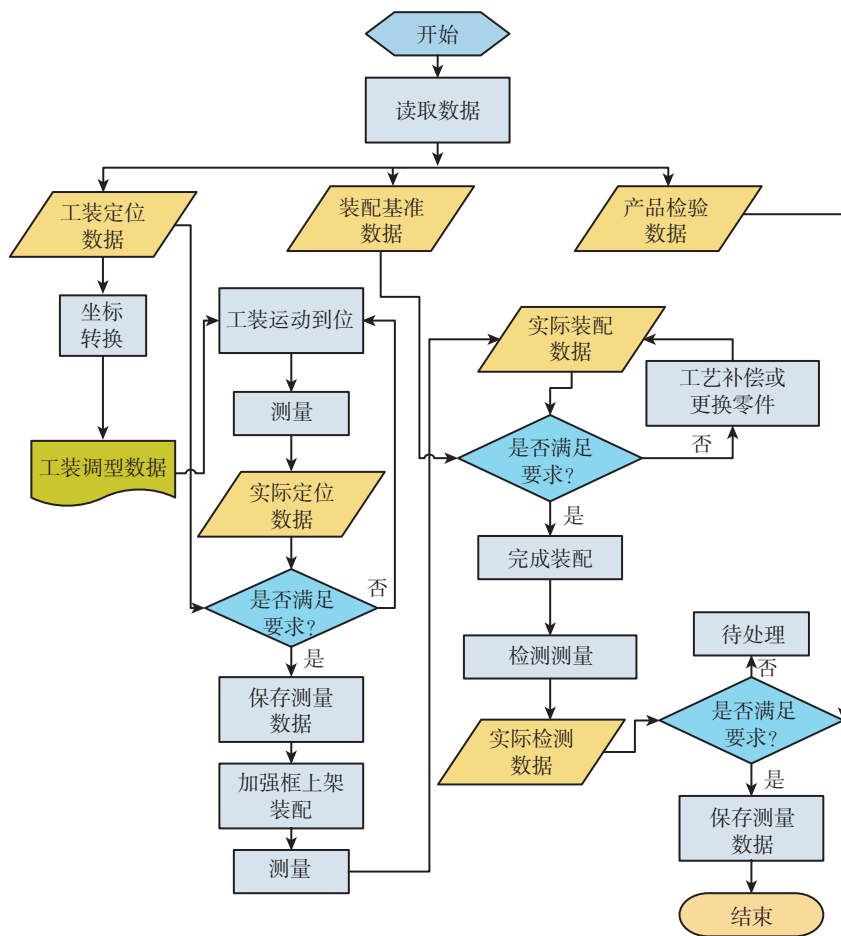 开始
读取数据
工装定位
数据
装配基准
数据
产品检验
数据
坐标
转换
工装运动到位
实际装配
数据
工艺补偿或
更换零件
测量
工装调型数据
是否满足
要求?
否
实际定位
数据
是
完成装配
是否满足
要求?
否
是
检测测量
待处理
否
保存测量
数据
实际检测
数据
是否满足
要求?
加强框上架
装配
是
保存测量
数据
测量
结束